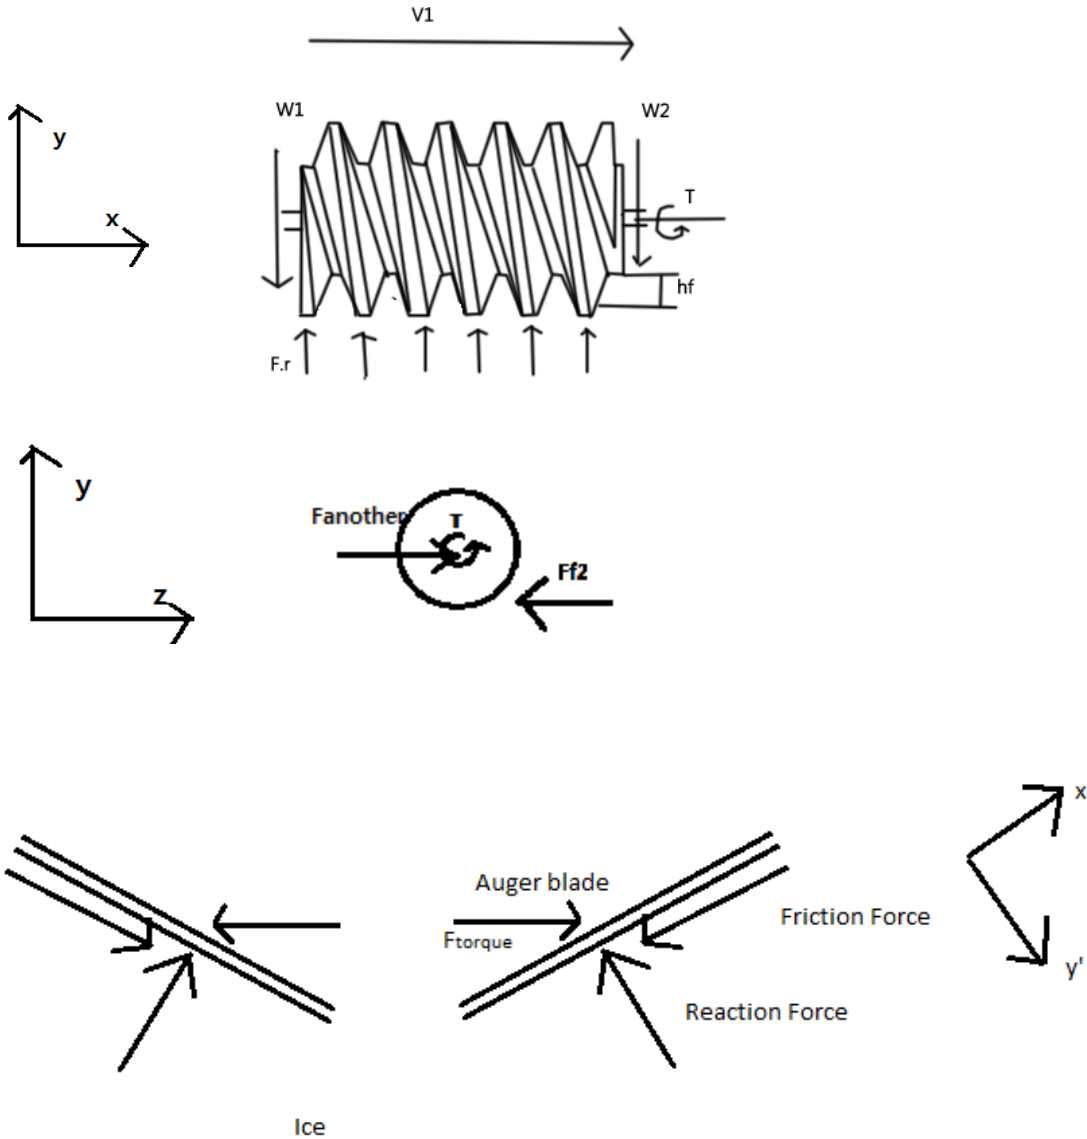 V1
W1
W2
y
T
x
hf
F.r
y
Fanother
T
Ff2
z
x
Auger blade
Friction Force
Ftorque
y'
Reaction Force
Ice